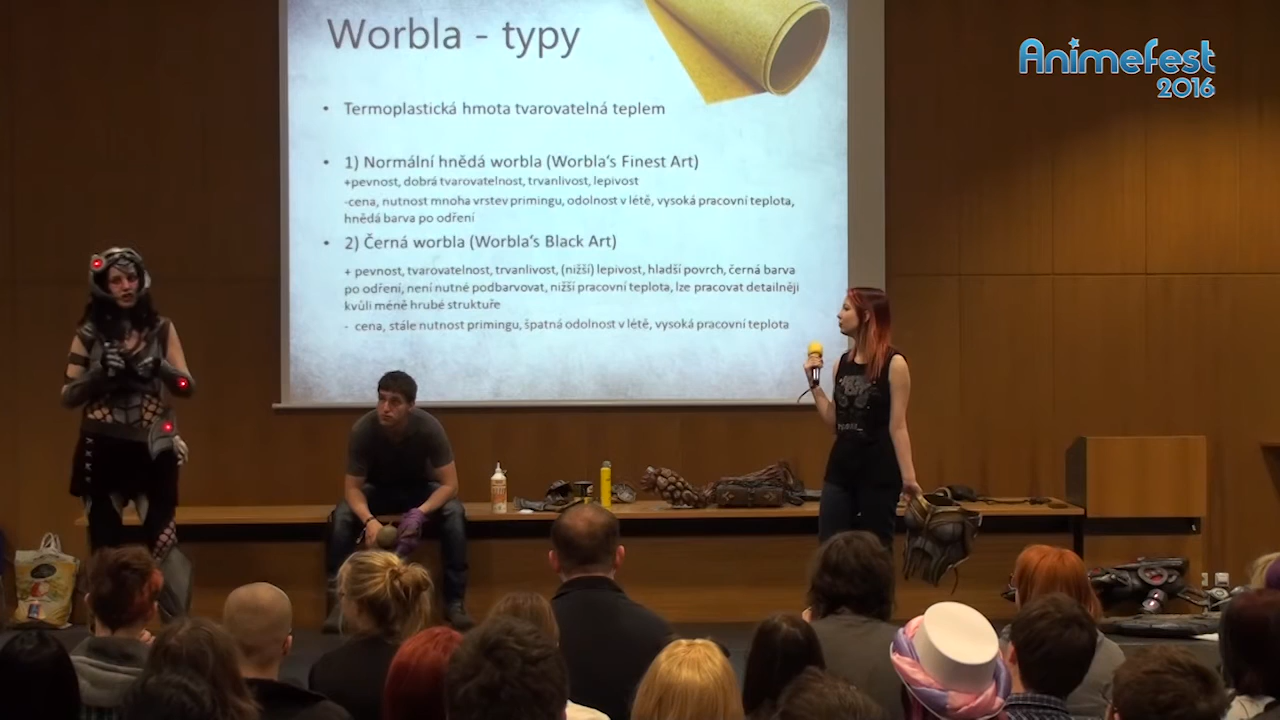 Worbla - typy
AnimeFest
2016
• Termoplastická hmota tvarovatelná teplem
• 1) Normální hnědá worbla (Worbla's Finest Art)
+pevnost, dobrá tvarovatelnost, trvanlivost, lepivost
-cena, nutnost mnoha vrstev primingu, odolnost v létě, vysoká pracovní teplota,
hnědá barva po odření
• 2) Černá worbla (Worbla's Black Art)
+ pevnost, tvarovatelnost, trvanlivost, (nižší) lepivost, hladší povrch, černá barva
po odření, není nutné podbarvovat, nižší pracovní teplota, lze pracovat detailněji
kvůli méně hrubé struktuře
- cena, stále nutnost primingu, špatná odolnost v létě, vysoká pracovní teplota